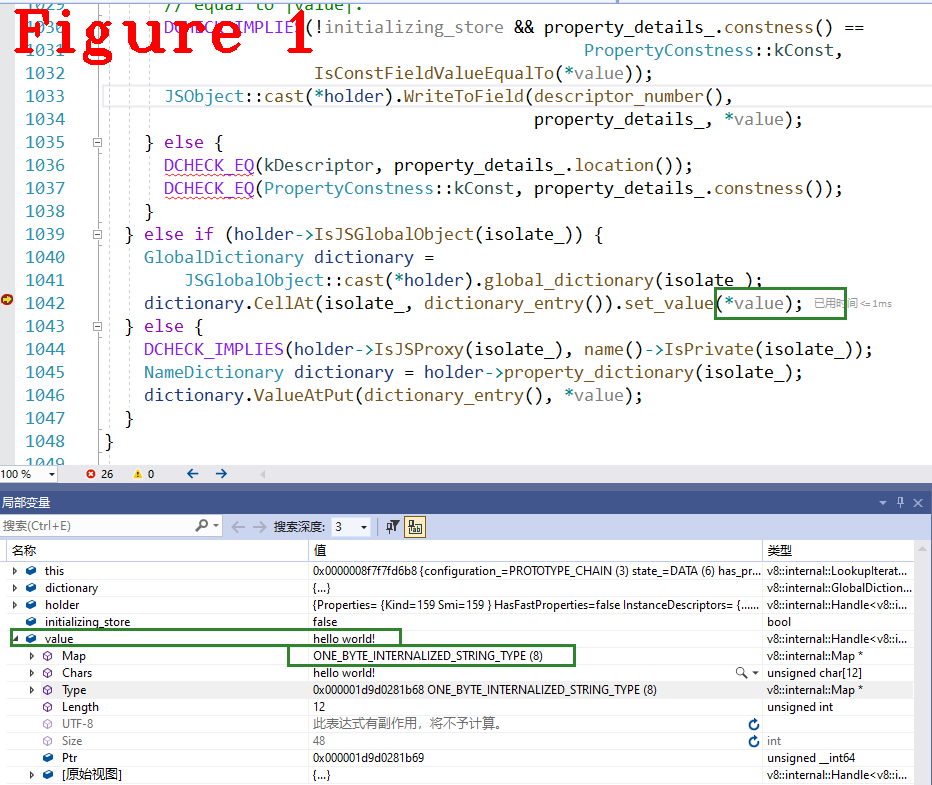 1029 // equal to |value|.
Figure 1
1030 DCHECK_IMPLIES(!initializing_store && property_details_.constness() ==
1031 PropertyConstness::kConst,
1032 IsConstFieldValueEqualTo(*value));
1033 JSObject::cast(*holder).WriteToField(descriptor_number(),
1034 property_details_, *value);
1035 } else {
1036 DCHECK_EQ(kDescriptor, property_details_.location());
1037 DCHECK_EQ(PropertyConstness::kConst, property_details_.constness());
1038 }
1039 } else if (holder->IsJSGlobalObject(isolate_)) {
1040 GlobalDictionary dictionary =
1041 JSGlobalObject::cast(*holder).global_dictionary(isolate_);
1042 dictionary.CellAt(isolate_, dictionary_entry()).set_value(*value); 已用时间 <= 1ms
1043 } else {
1044 DCHECK_IMPLIES(holder->IsJSProxy(isolate_), name()->IsPrivate(isolate_));
1045 NameDictionary dictionary = holder->property_dictionary(isolate_);
1046 dictionary.ValueAtPut(dictionary_entry(), *value);
1047 }
1048 }
1049
100 % 26 0
局部变量
搜索(Ctrl+E) 搜索深度: 3
名称 值 类型
this 0x0000008f7f7fd6b8 {configuration_=PROTOTYPE_CHAIN (3) state_=DATA (6) has_pr... v8::internal::LookupIterat...
dictionary {...} v8::internal::GlobalDiction...
holder {Properties= {Kind=159 Smi=159 } HasFastProperties=false InstanceDescriptors= {...... v8::internal::Handle<v8::i...
initializing_store false bool
value hello world! v8::internal::Handle<v8::i...
Map ONE_BYTE_INTERNALIZED_STRING_TYPE (8) v8::internal::Map *
Chars hello world! unsigned char[12]
Type 0x000001d9d0281b68 ONE_BYTE_INTERNALIZED_STRING_TYPE (8) v8::internal::Map *
Length 12 unsigned int
UTF-8 此表达式有副作用，将不予计算。
Size 48 int
Ptr 0x000001d9d0281b69 unsigned __int64
[原始视图] {...} v8::internal::Handle<v8::i...